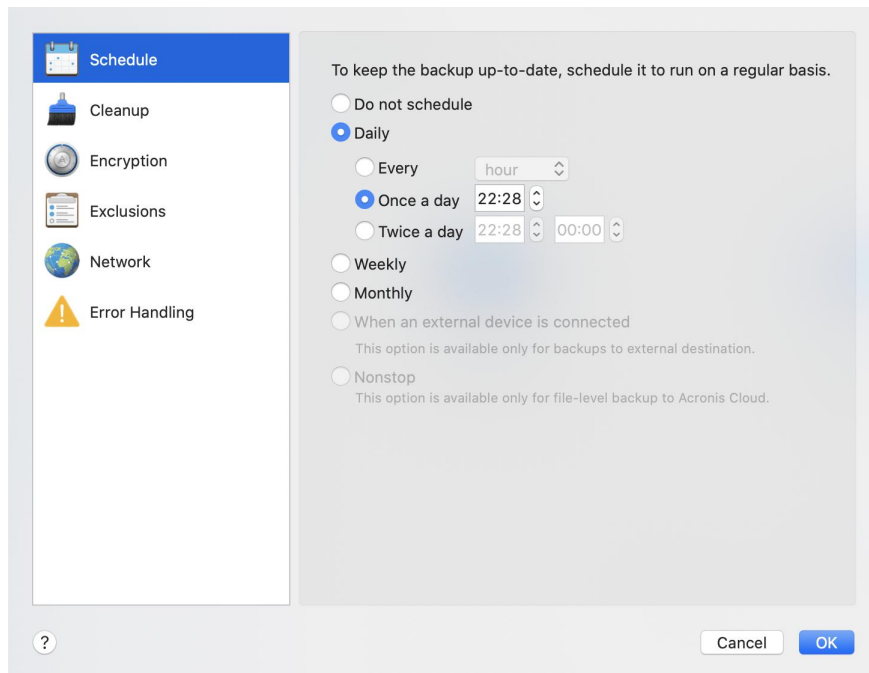 Schedule
Cleanup
Encryption
Exclusions
Network
Error Handling
To keep the backup up-to-date, schedule it to run on a regular basis.
Do not schedule
Daily
Every hour
Once a day 22:28
Twice a day 22:28 00:00
Weekly
Monthly
When an external device is connected
This option is available only for backups to external destination.
Nonstop
This option is available only for file-level backup to Acronis Cloud.
? Cancel OK